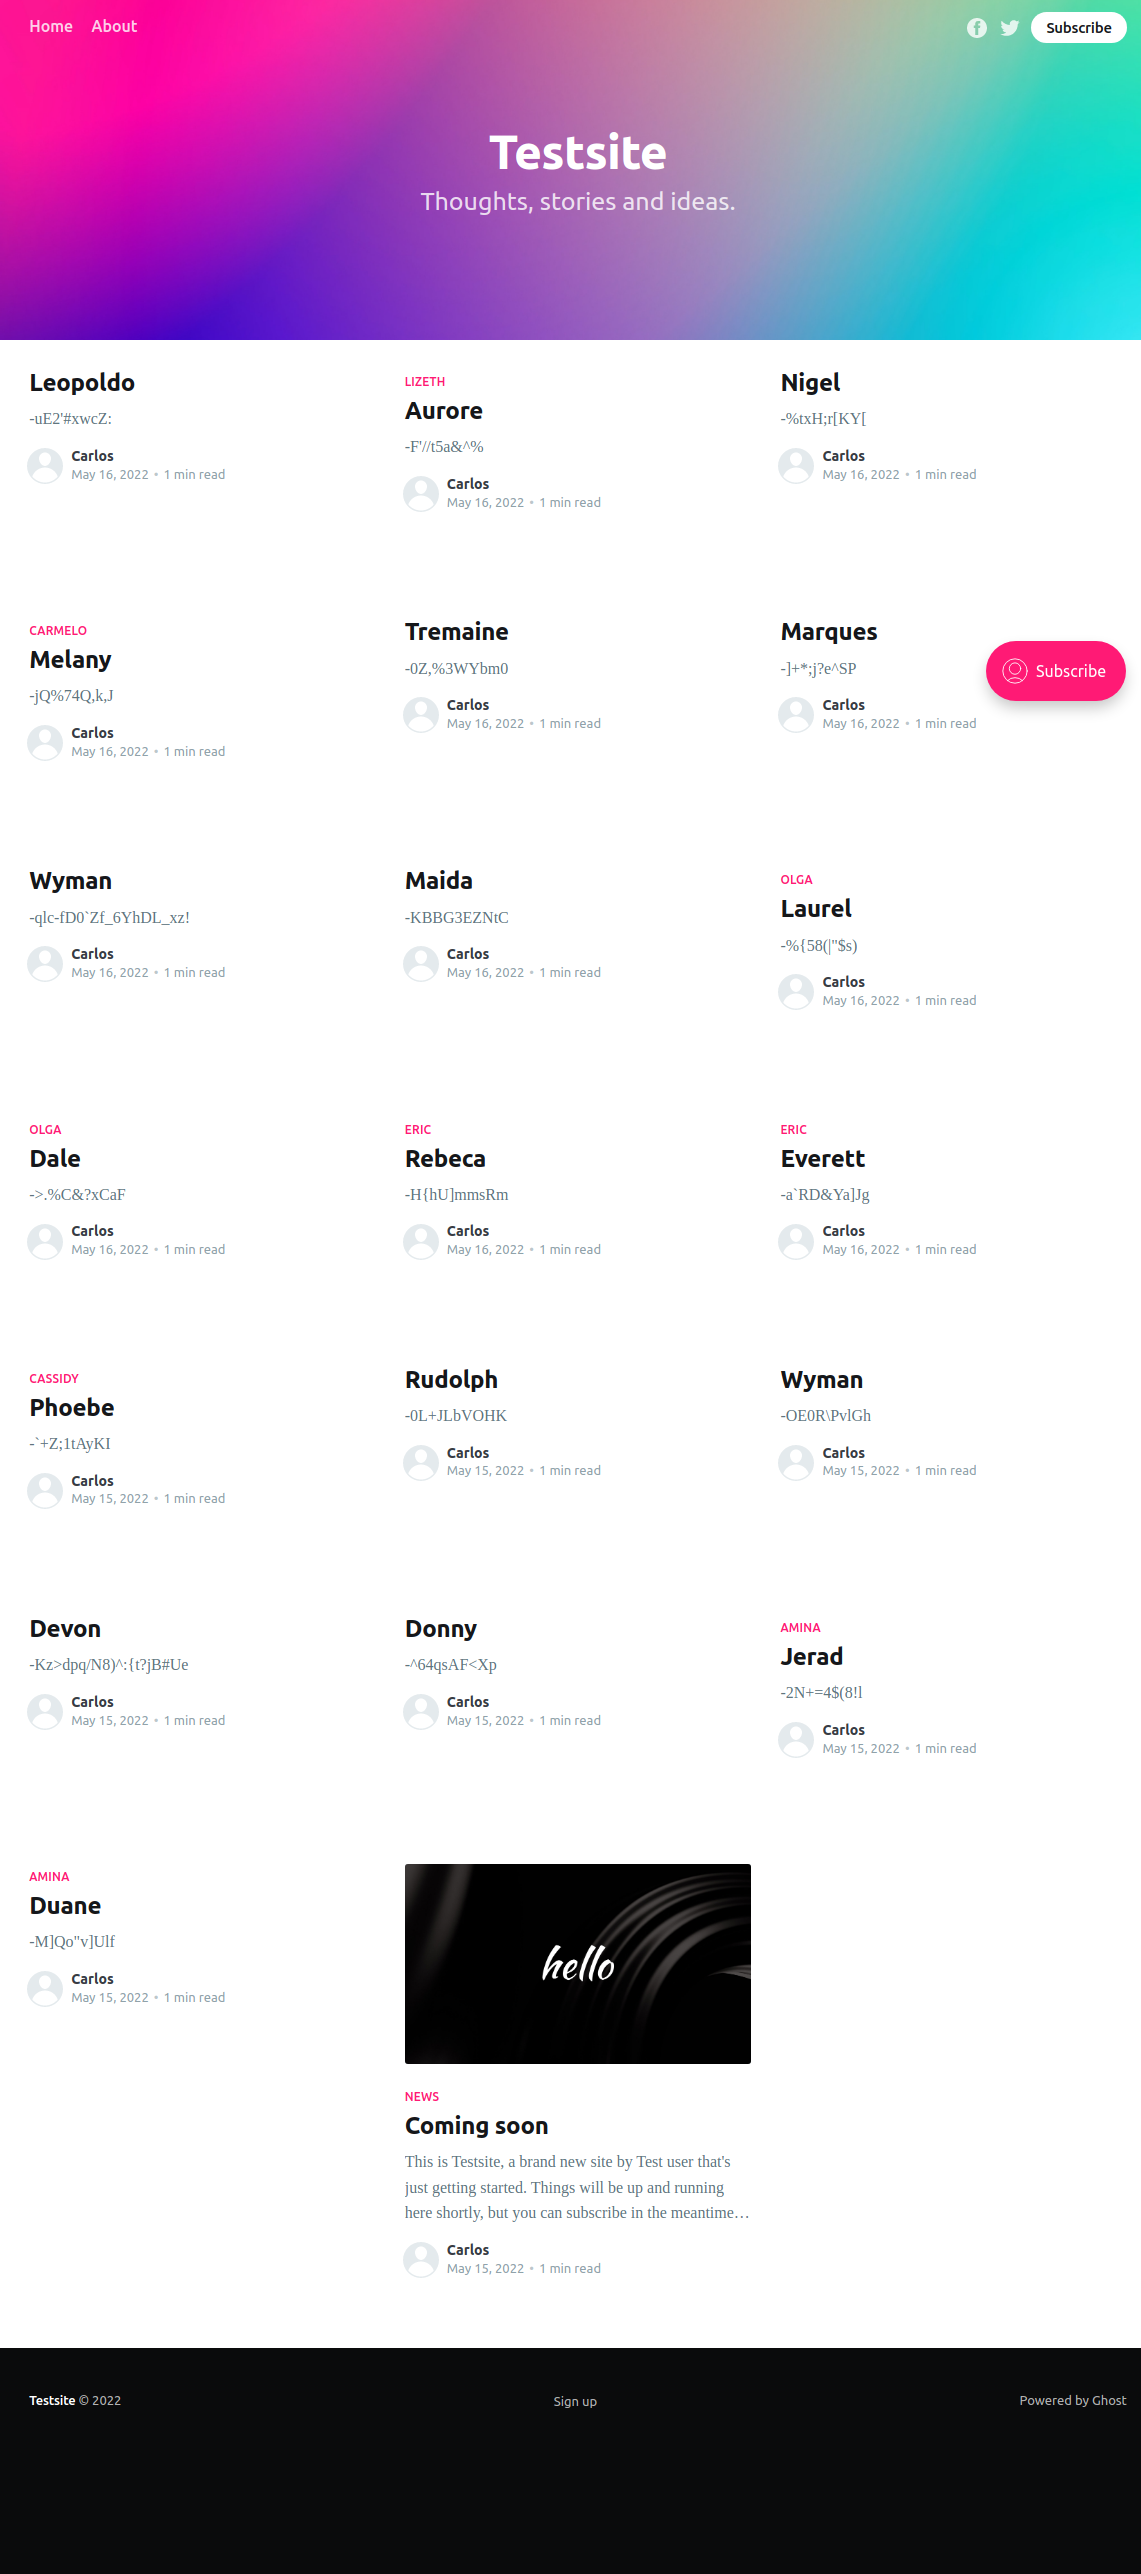 Home About
Subscribe
Testsite
Thoughts, stories and ideas.
Leopoldo
-uE2'#xwcZ:
Carlos
May 16, 2022 • 1 min read
LIZETH
Aurore
-F'//t5a&^%
Carlos
May 16, 2022 • 1 min read
Nigel
-%txH;r[KY[
Carlos
May 16, 2022 • 1 min read
CARMELO
Melany
-jQ%74Q,k,J
Carlos
May 16, 2022 • 1 min read
Tremaine
-0Z,%3WYbm0
Carlos
May 16, 2022 • 1 min read
Marques
-]+*;j?e^SP
Carlos
May 16, 2022 • 1 min read
Subscribe
Wyman
-qlc-fD0`Zf_6YhDL_xz!
Carlos
May 16, 2022 • 1 min read
Maida
-KBBG3EZNtC
Carlos
May 16, 2022 • 1 min read
OLGA
Laurel
-%{58(|"$s)
Carlos
May 16, 2022 • 1 min read
OLGA
Dale
->.%C&?xCaF
Carlos
May 16, 2022 • 1 min read
ERIC
Rebeca
-H{hU]mmsRm
Carlos
May 16, 2022 • 1 min read
ERIC
Everett
-a`RD&Ya]Jg
Carlos
May 16, 2022 • 1 min read
CASSIDY
Phoebe
-`+Z;1tAyKI
Carlos
May 15, 2022 • 1 min read
Rudolph
-0L+JLbVOHK
Carlos
May 15, 2022 • 1 min read
Wyman
-OE0R\PvlGh
Carlos
May 15, 2022 • 1 min read
Devon
-Kz>dpq/N8)^:{t?jB#Ue
Carlos
May 15, 2022 • 1 min read
Donny
-^64qsAF<Xp
Carlos
May 15, 2022 • 1 min read
AMINA
Jerad
-2N+=4$(8!l
Carlos
May 15, 2022 • 1 min read
AMINA
Duane
-M]Qo"v]Ulf
Carlos
May 15, 2022 • 1 min read
hello
NEWS
Coming soon
This is Testsite, a brand new site by Test user that's
just getting started. Things will be up and running
here shortly, but you can subscribe in the meantime…
Carlos
May 15, 2022 • 1 min read
Testsite © 2022
Sign up
Powered by Ghost